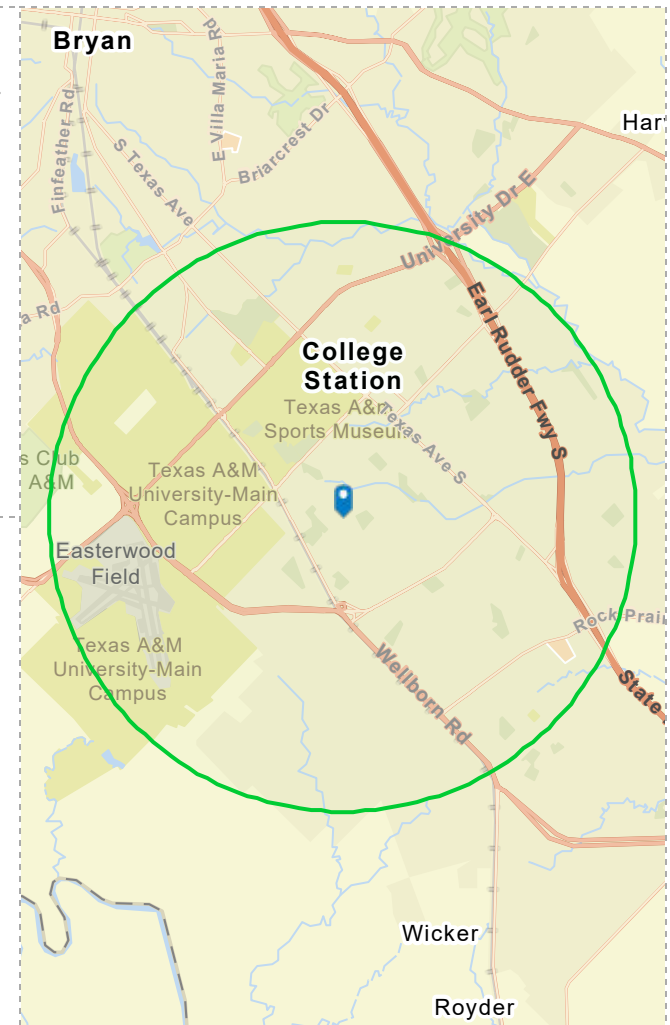 Bryan
E Villa Maria Rd
Finfeather Rd
S Texas Ave
Briarcrest Dr
Har
University Dr E
Earl Rudder Fwy S
a Rd
College
Station
Texas A&M
Sports Museum
Texas Ave S
s Club
A&M
Texas A&M
University-Main
Campus
Easterwood
Field
Texas A&M
University-Main
Campus
Rock Prai
State
Wellborn Rd
Wicker
Royder